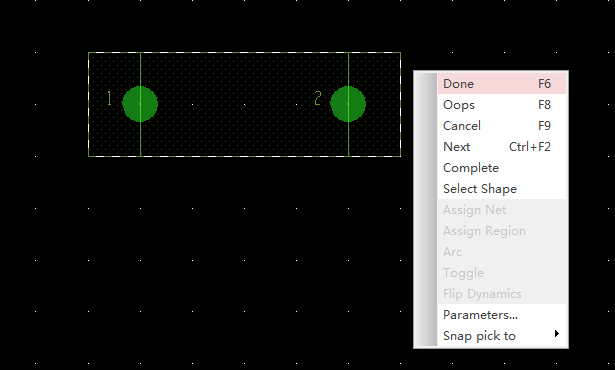 1
2
Done F6
Oops F8
Cancel F9
Next Ctrl+F2
Complete
Select Shape
Assign Net
Assign Region
Arc
Toggle
Flip Dynamics
Parameters...
Snap pick to